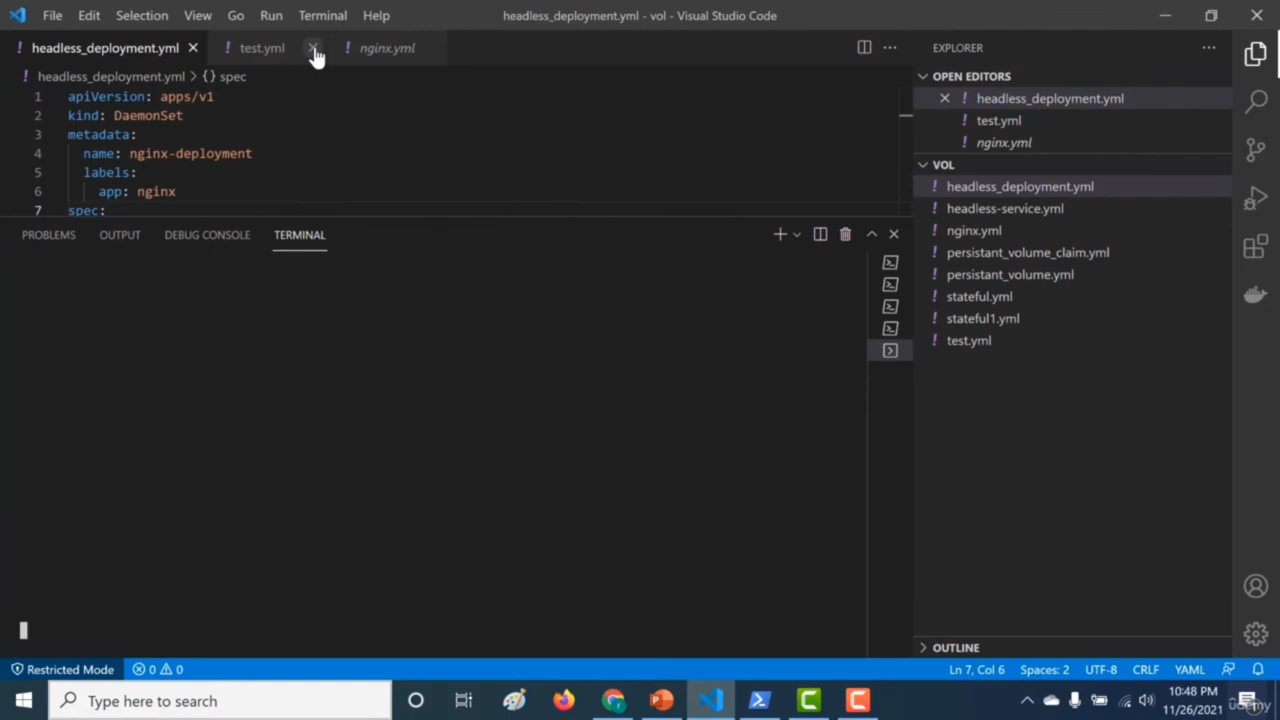 File Edit Selection View Go Run Terminal Help
headless_deployment.yml - vol - Visual Studio Code
headless_deployment.yml
test.yml
nginx.yml
headless_deployment.yml > {} spec
1 apiVersion: apps/v1
2 kind: DaemonSet
3 metadata:
4 name: nginx-deployment
5 labels:
6 app: nginx
7 spec:
PROBLEMS OUTPUT DEBUG CONSOLE TERMINAL
EXPLORER
OPEN EDITORS
headless_deployment.yml
test.yml
nginx.yml
VOL
headless_deployment.yml
headless-service.yml
nginx.yml
persistant_volume_claim.yml
persistant_volume.yml
stateful.yml
stateful1.yml
test.yml
OUTLINE
Restricted Mode 0 0 Ln 7, Col 6 Spaces: 2 UTF-8 CRLF YAML
Type here to search
10:48 PM
11/26/2021
udemy